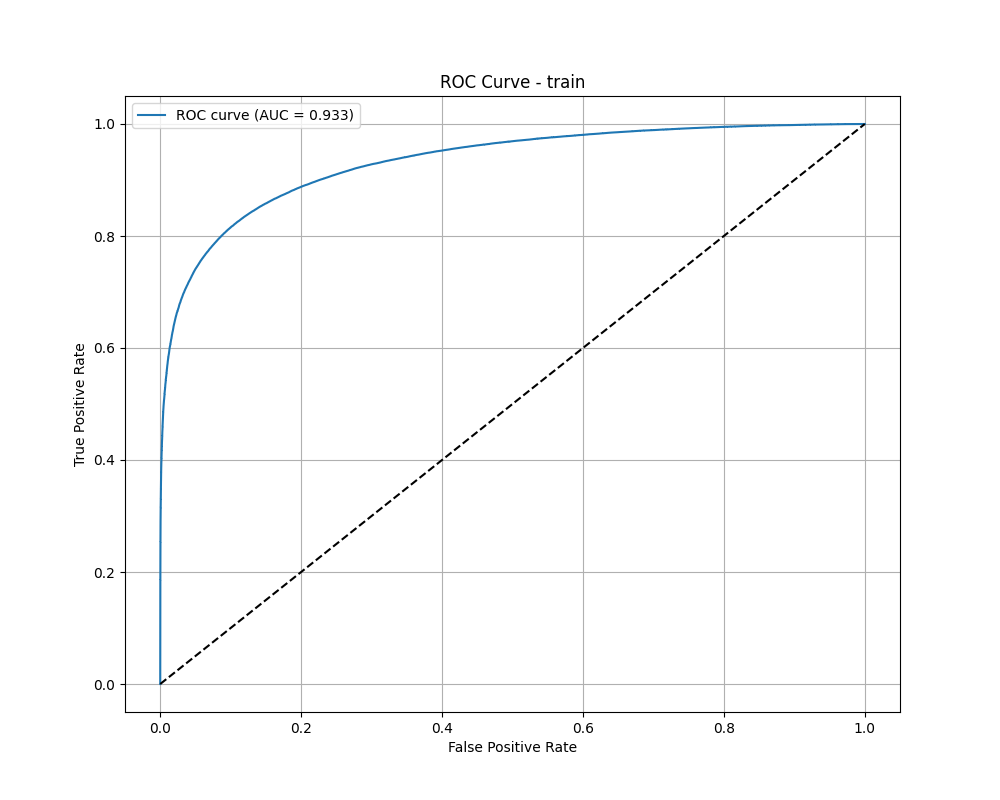 ROC Curve - train
ROC curve (AUC = 0.933)
1.0
0.8
0.6
0.4
0.2
0.0
True Positive Rate
0.0 0.2 0.4 0.6 0.8 1.0
False Positive Rate